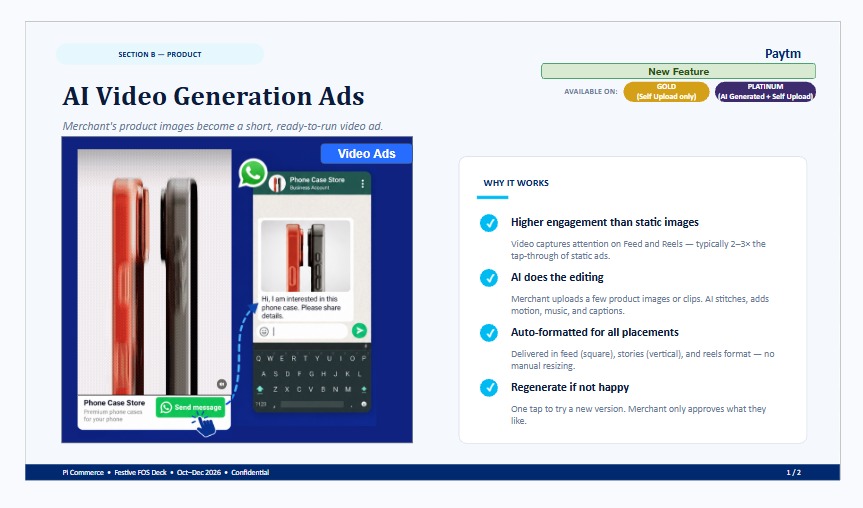 SECTION B — PRODUCT
Paytm
New Feature
AVAILABLE ON:
GOLD
(Self Upload only)
PLATINUM
(AI Generated + Self Upload)
AI Video Generation Ads
Merchant's product images become a short, ready-to-run video ad.
Video Ads
Phone Case Store
Business Account
Hi, I am interested in this
phone case. Please share
details.
Q W E R T Y U I O P
A S D F G H J K L
Z X C V B N M
?123
Phone Case Store
Premium phone cases
for your phone
Send message
WHY IT WORKS
Higher engagement than static images
Video captures attention on Feed and Reels — typically 2–3× the
tap-through of static ads.
AI does the editing
Merchant uploads a few product images or clips. AI stitches, adds
motion, music, and captions.
Auto-formatted for all placements
Delivered in feed (square), stories (vertical), and reels format — no
manual resizing.
Regenerate if not happy
One tap to try a new version. Merchant only approves what they
like.
Pi Commerce • Festive FOS Deck • Oct–Dec 2026 • Confidential
1 / 2